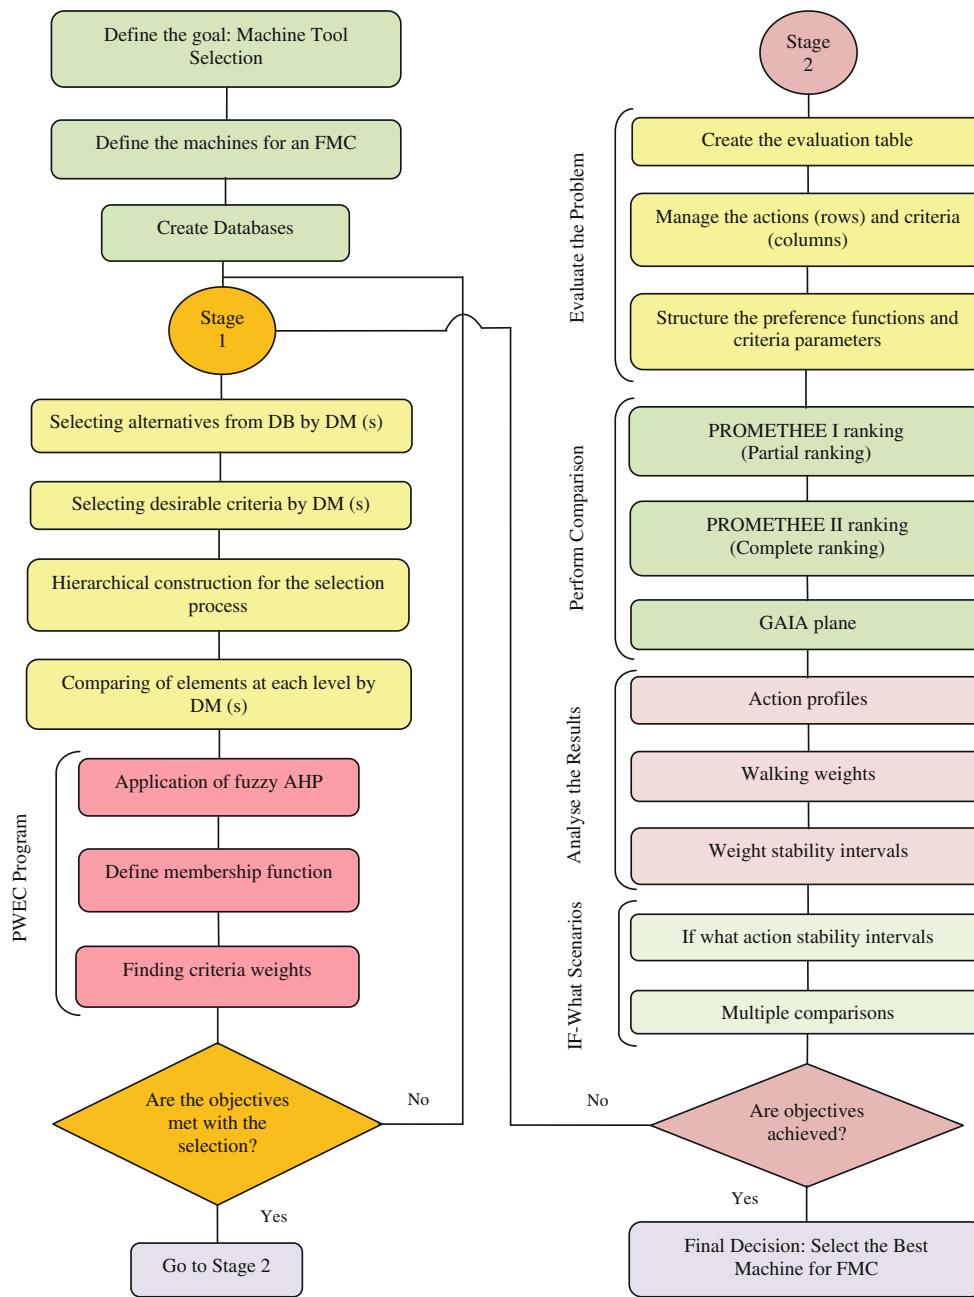 Define the goal: Machine Tool
Selection
Define the machines for an FMC
Create Databases
Stage
1
Selecting alternatives from DB by DM (s)
Selecting desirable criteria by DM (s)
Hierarchical construction for the selection
process
Comparing of elements at each level by
DM (s)
PWEC Program
Application of fuzzy AHP
Define membership function
Finding criteria weights
Are the objectives
met with the
selection?
No
Yes
Go to Stage 2
Stage
2
Evaluate the Problem
Create the evaluation table
Manage the actions (rows) and criteria
(columns)
Structure the preference functions and
criteria parameters
Perform Comparison
PROMETHEE I ranking
(Partial ranking)
PROMETHEE II ranking
(Complete ranking)
GAIA plane
Analyse the Results
Action profiles
Walking weights
Weight stability intervals
IF-What Scenarios
If what action stability intervals
Multiple comparisons
Are objectives
achieved?
No
Yes
Final Decision: Select the Best
Machine for FMC